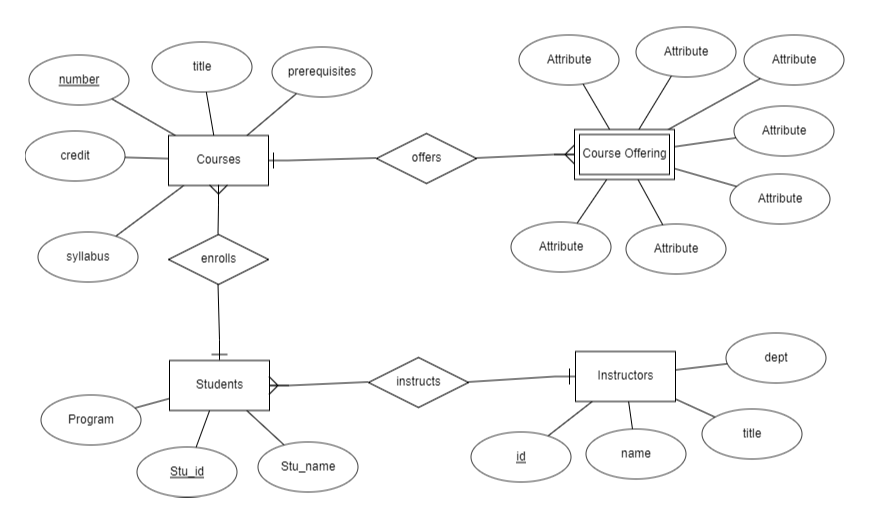 Attribute
Attribute
Attribute
number
title
prerequisites
Attribute
credit
Courses
offers
Course Offering
Attribute
syllabus
enrolls
Attribute
Attribute
Students
instructs
Instructors
dept
Program
title
Stu_id
Stu_name
id
name